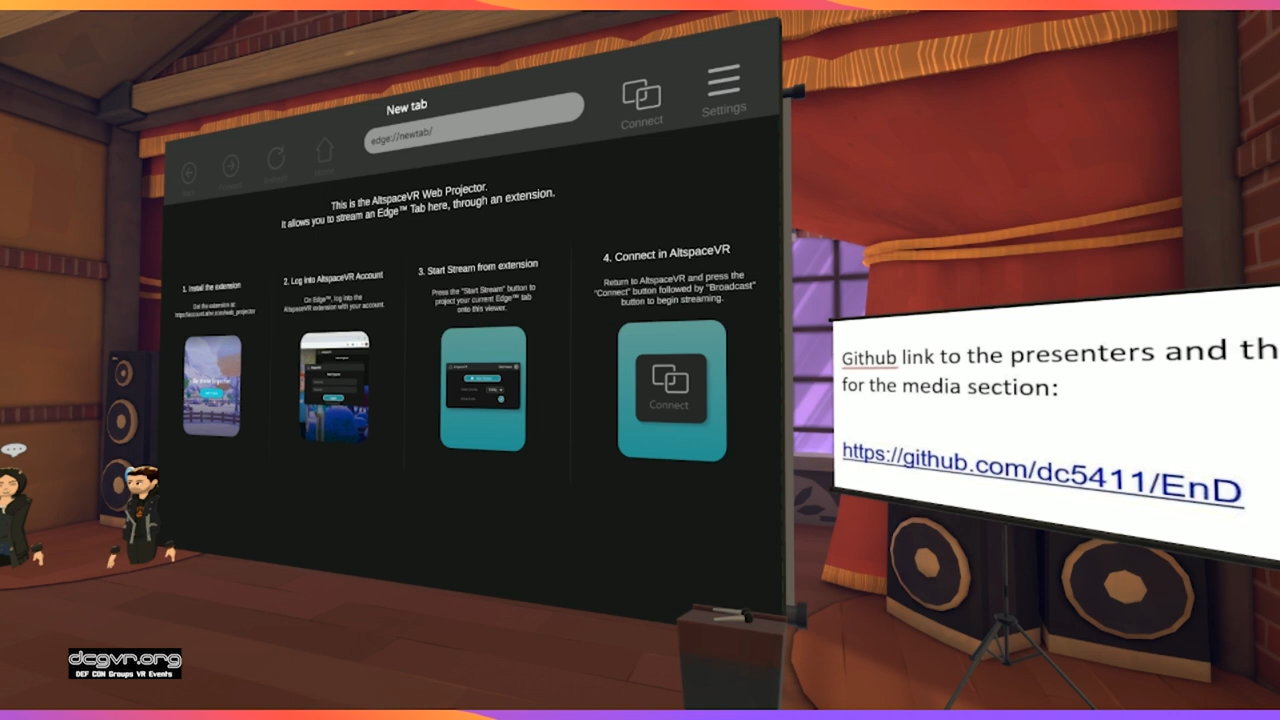 New tab
edge://newtab/
Connect
Settings
This is the AltspaceVR Web Projector.
It allows you to stream an Edge™ Tab here, through an extension.
1. Install the extension
Get the extension at:
2. Log into AltspaceVR Account
On Edge™, log into the
AltspaceVR extension with your account.
3. Start Stream from extension
Press the "Start Stream" button to
project your current Edge™ tab
onto this viewer.
4. Connect in AltspaceVR
Return to AltspaceVR and press the
"Connect" button followed by "Broadcast"
button to begin streaming.
Connect
Github link to the presenters and th
for the media section:
https://github.com/dc5411/EnD
dcgvr.org
DEF CON Groups VR Events